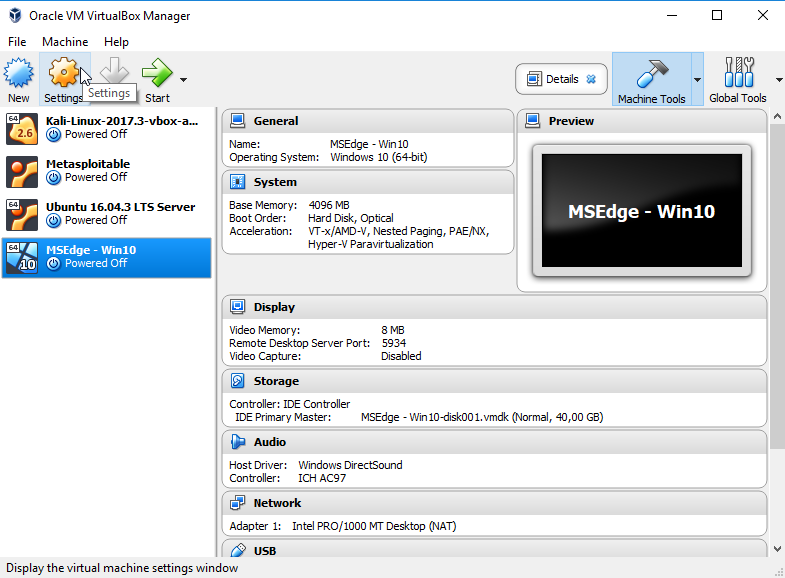 Oracle VM VirtualBox Manager
File Machine Help
New Settings Start
Settings
Details
Machine Tools
Global Tools
64 2.6 Kali-Linux-2017.3-vbox-a...
Powered Off
Metasploitable
Powered Off
64 Ubuntu 16.04.3 LTS Server
Powered Off
64 10 MSEdge - Win10
Powered Off
General
Name: MSEdge - Win10
Operating System: Windows 10 (64-bit)
System
Base Memory: 4096 MB
Boot Order: Hard Disk, Optical
Acceleration: VT-x/AMD-V, Nested Paging, PAE/NX,
Hyper-V Paravirtualization
Preview
MSEdge - Win10
Display
Video Memory: 8 MB
Remote Desktop Server Port: 5934
Video Capture: Disabled
Storage
Controller: IDE Controller
IDE Primary Master: MSEdge - Win10-disk001.vmdk (Normal, 40,00 GB)
Audio
Host Driver: Windows DirectSound
Controller: ICH AC97
Network
Adapter 1: Intel PRO/1000 MT Desktop (NAT)
USB
Display the virtual machine settings window